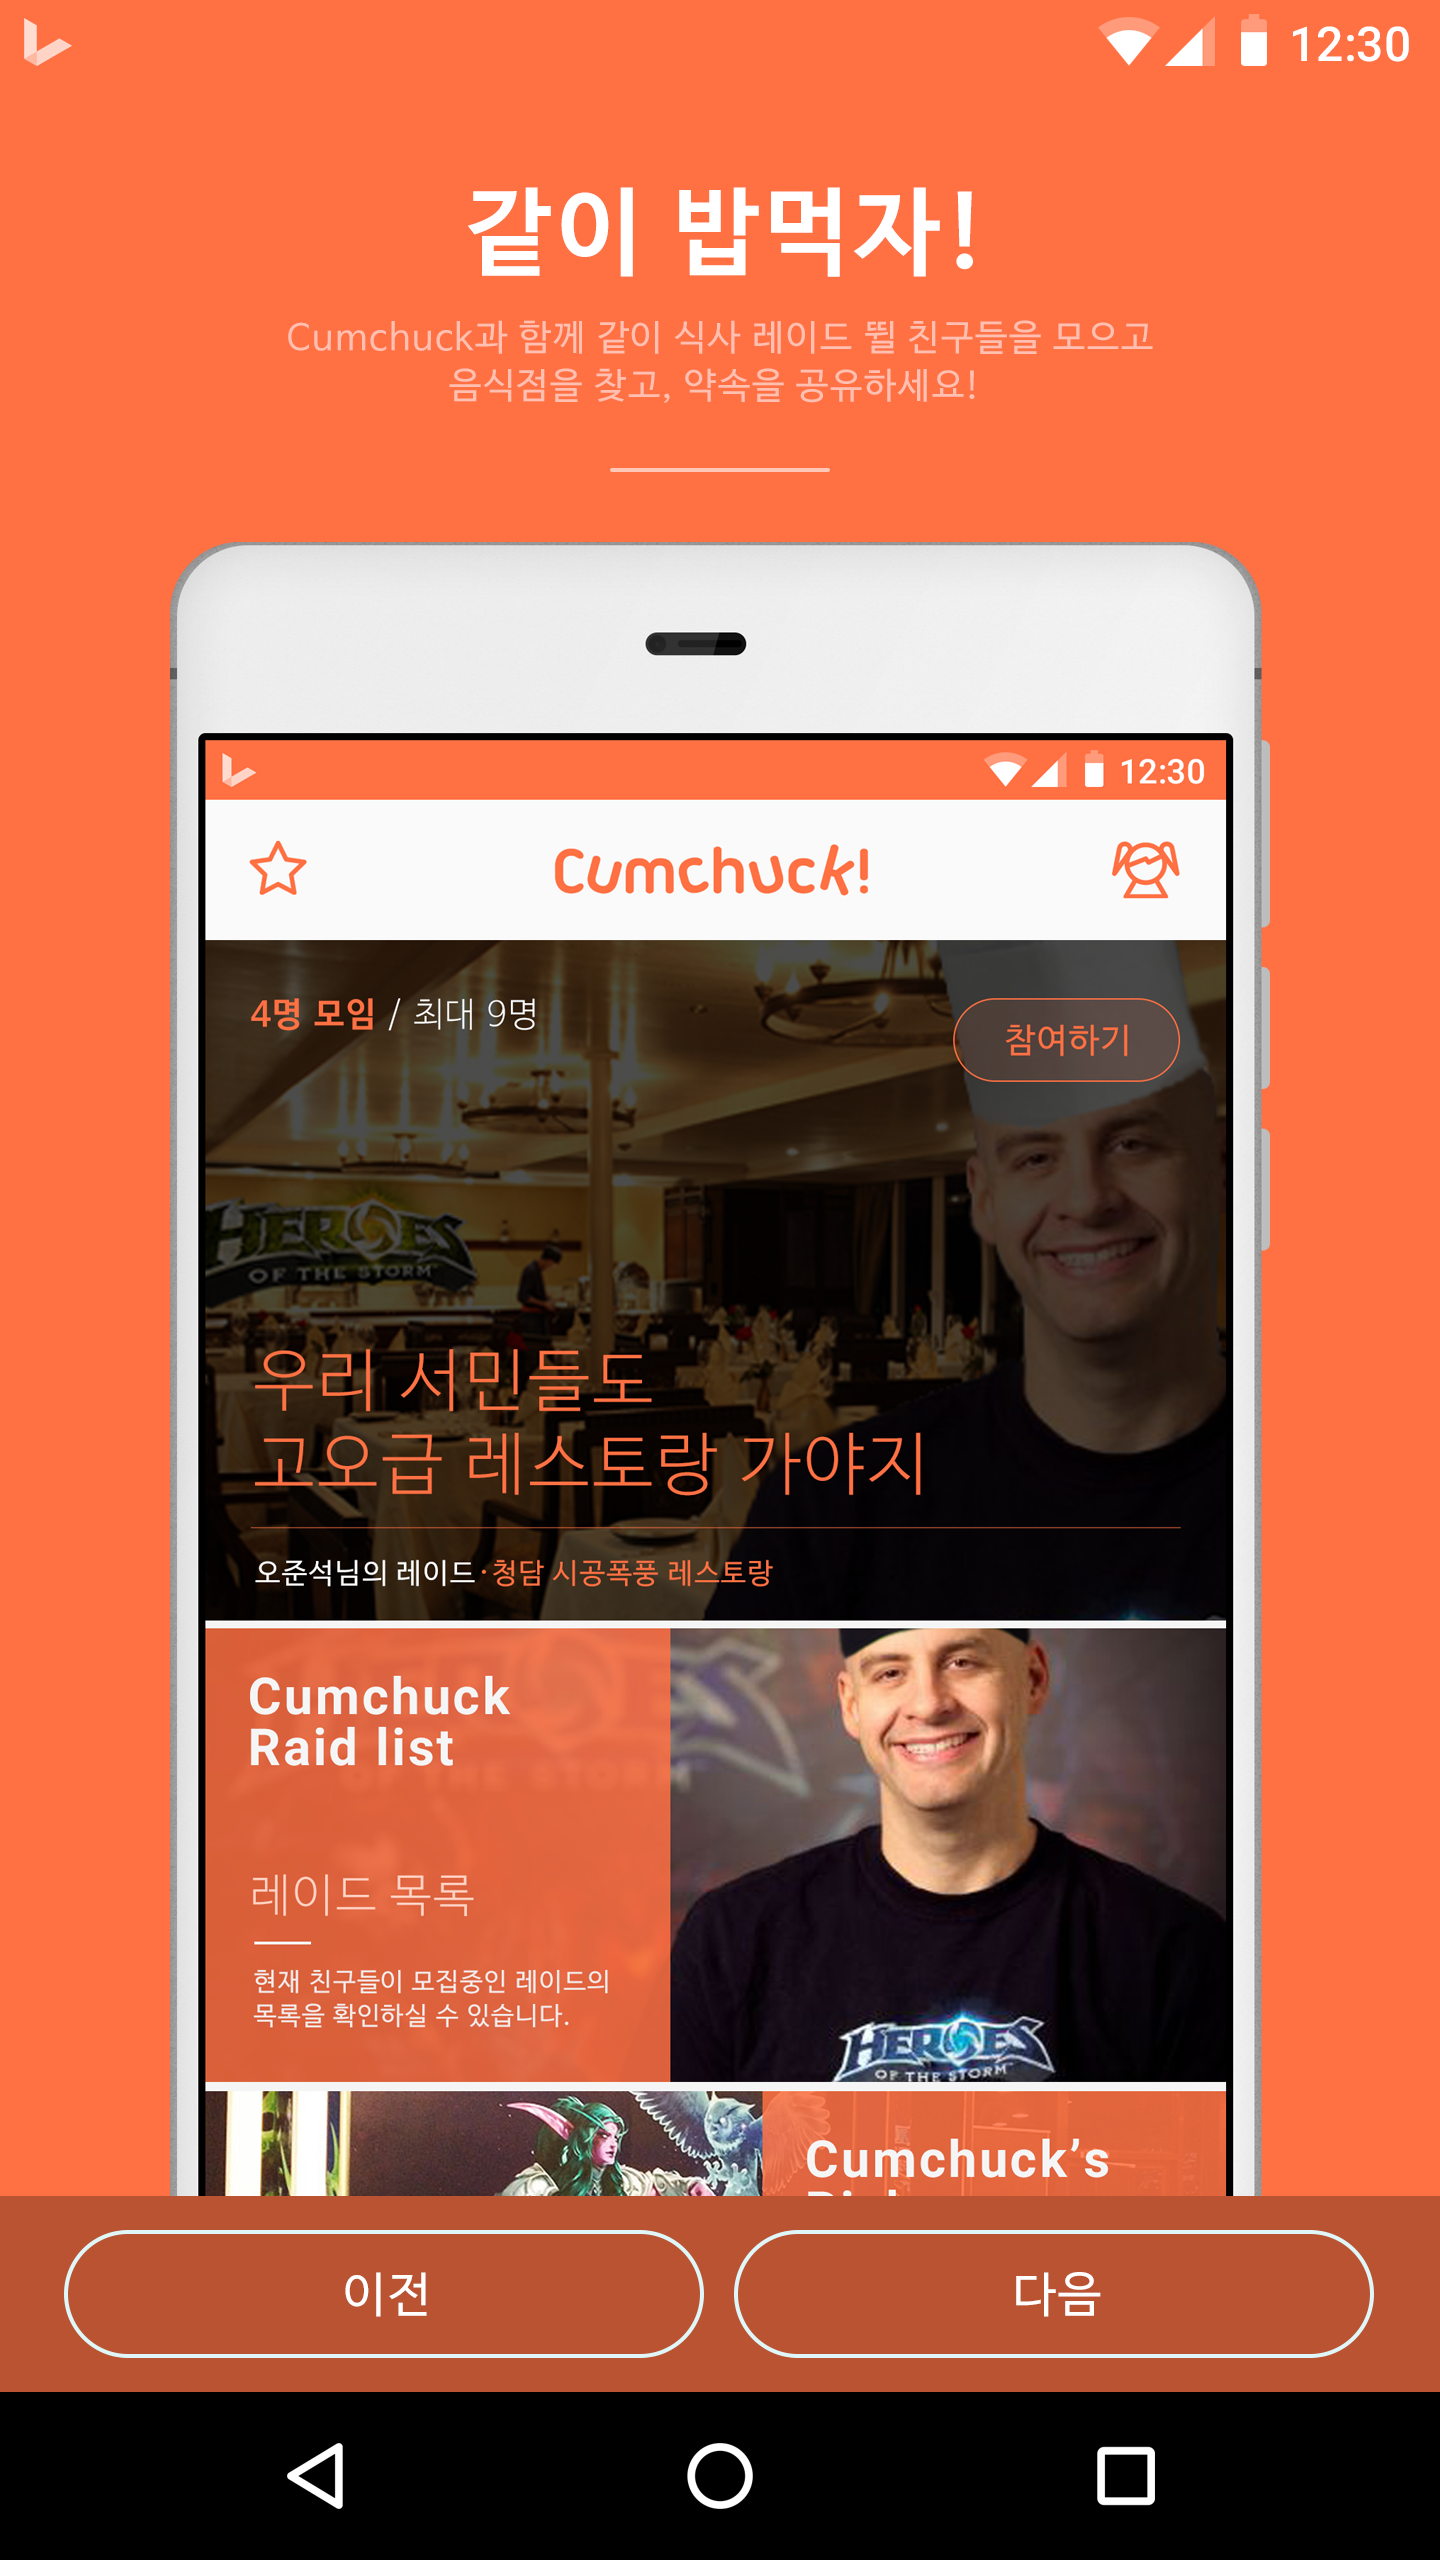 12:30
같이 밥먹자!
Cumchuck과 함께 같이 식사 레이드 뛸 친구들을 모으고
음식점을 찾고, 약속을 공유하세요!
12:30
Cumchuck!
4명 모임 / 최대 9명
참여하기
HEROES
OF THE STORM
우리 서민들도
고오급 레스토랑 가야지
오준석님의 레이드 · 청담 시공폭풍 레스토랑
Cumchuck
Raid list
OF THE STORM
레이드 목록
현재 친구들이 모집중인 레이드의
목록을 확인하실 수 있습니다.
HEROES
OF THE STORM
Cumchuck’s
이전
다음